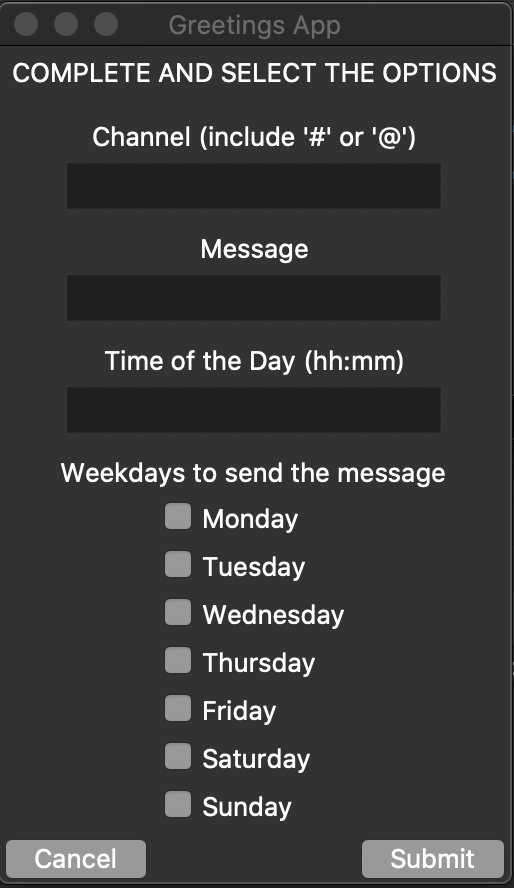 Greetings App
COMPLETE AND SELECT THE OPTIONS
Channel (include '#' or '@')
Message
Time of the Day (hh:mm)
Weekdays to send the message
Monday
Tuesday
Wednesday
Thursday
Friday
Saturday
Sunday
Cancel Submit